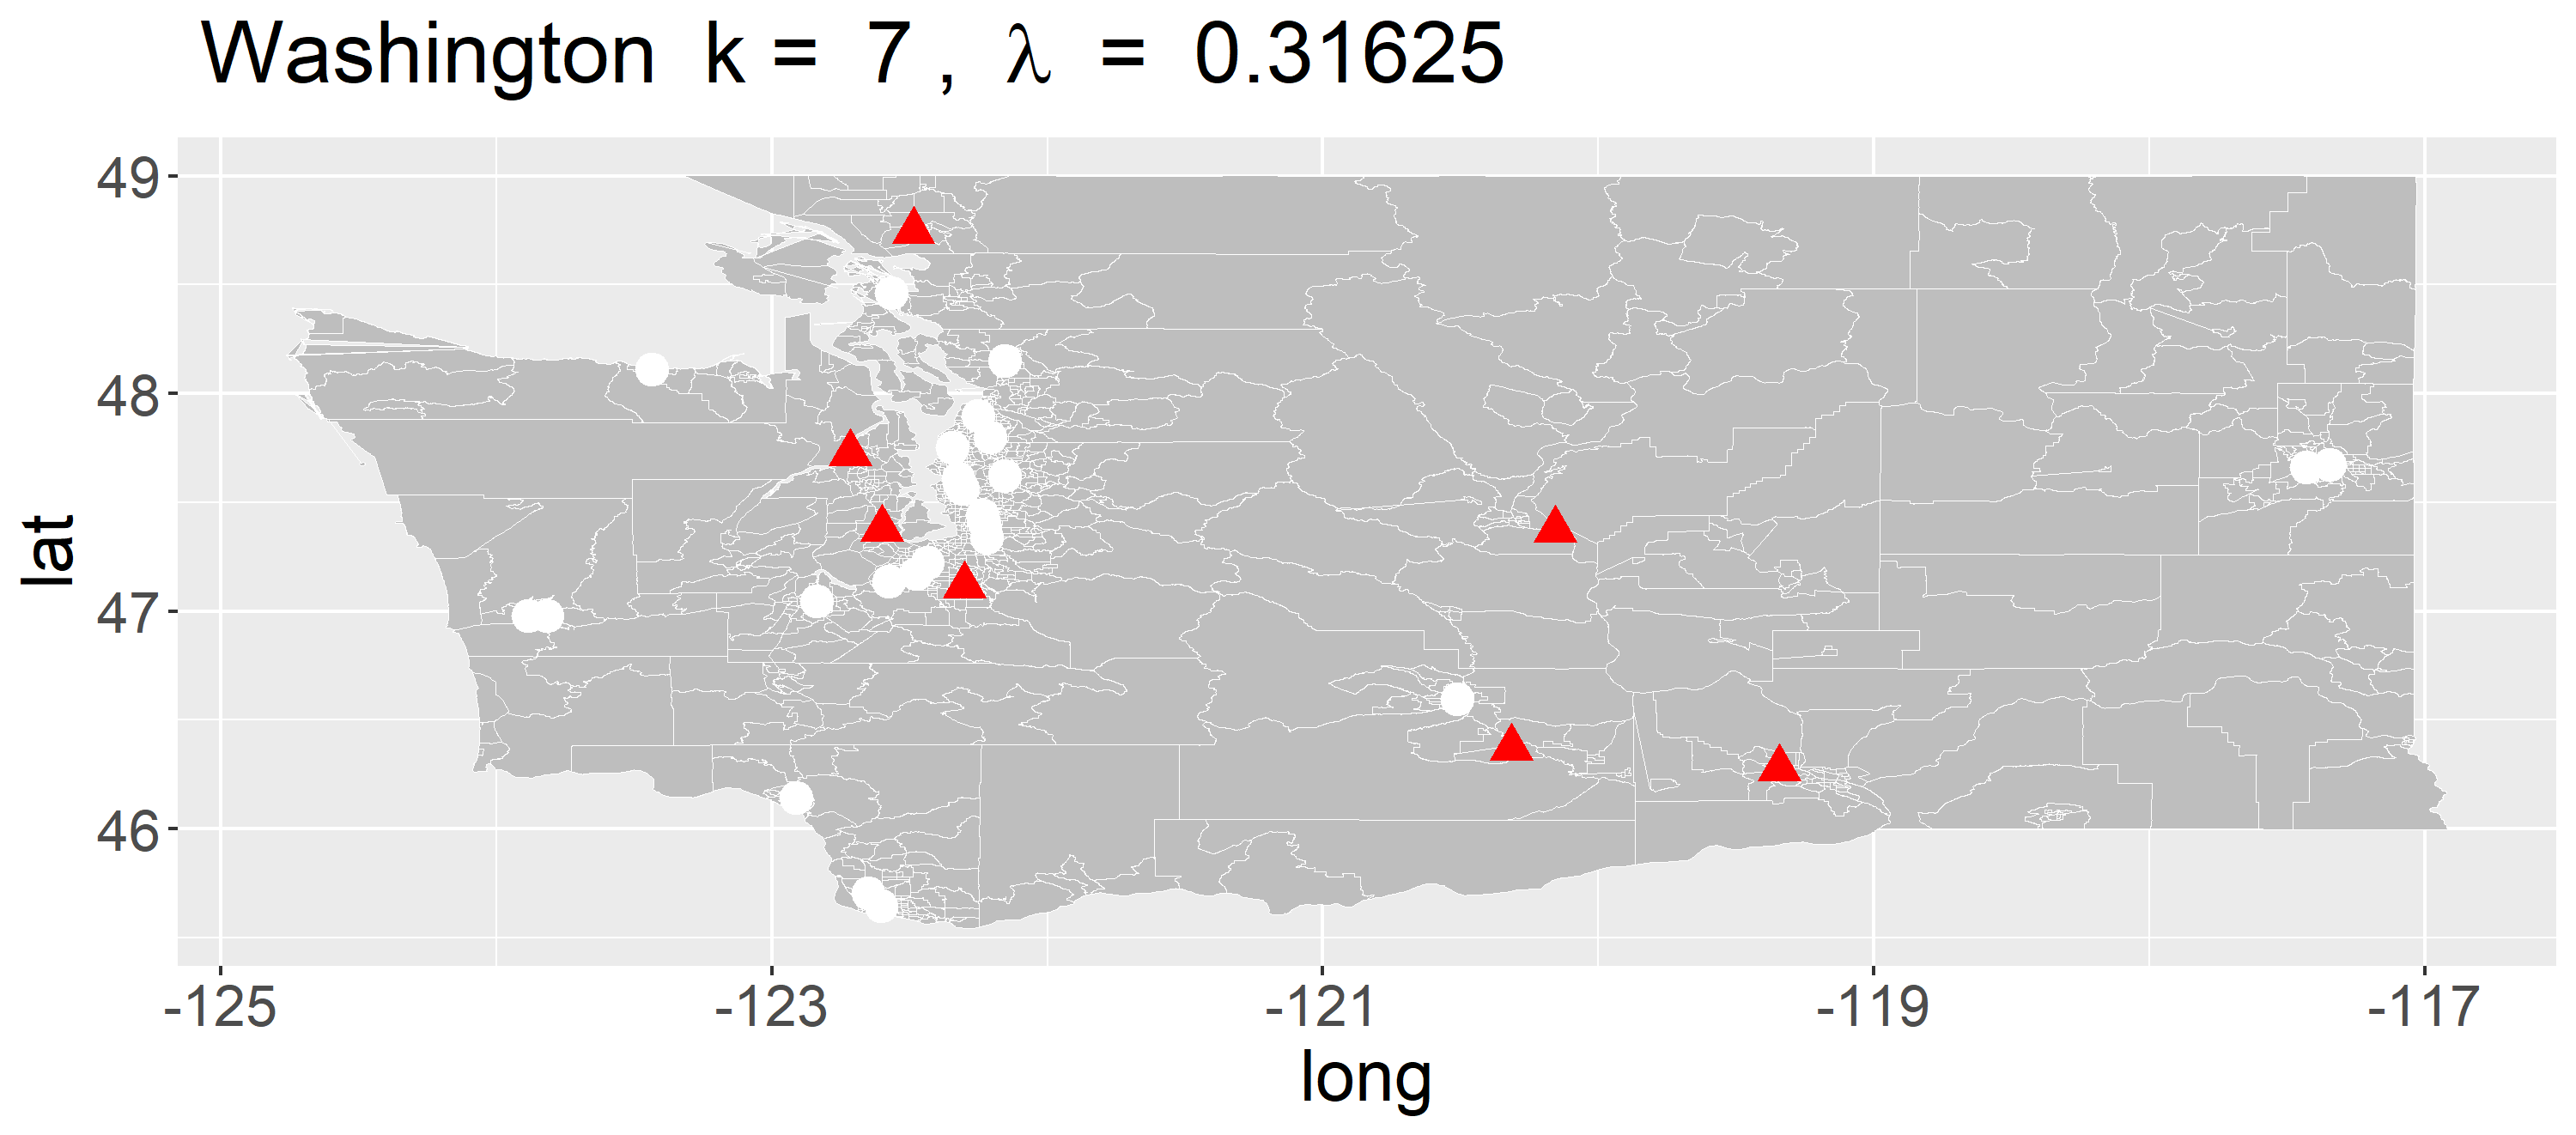 Washington k = 7 , λ = 0.31625
49
48
47
46
lat
-125 -123 -121 -119 -117
long